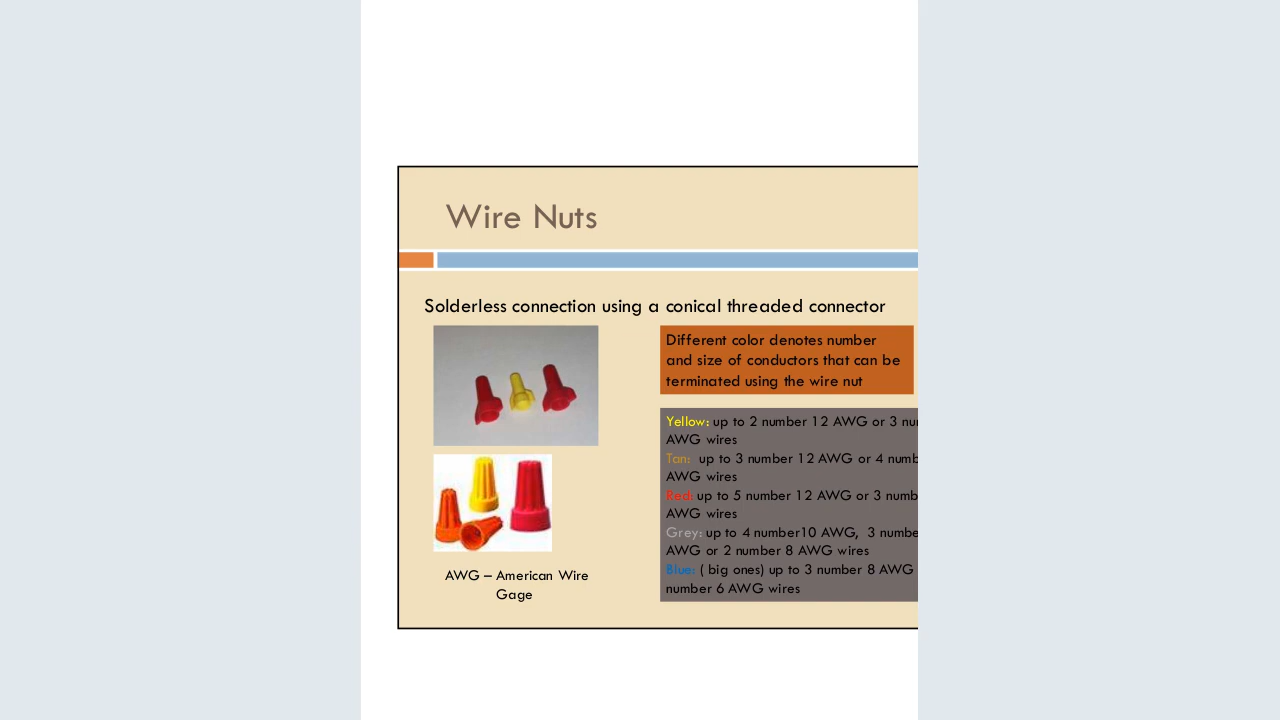 Wire Nuts
Solderless connection using a conical threaded connector
Different color denotes number
and size of conductors that can be
terminated using the wire nut
Yellow: up to 2 number 12 AWG or 3
AWG wires
Tan: up to 3 number 12 AWG or 4
AWG wires
Red: up to 5 number 12 AWG or 3
AWG wires
Grey: up to 4 number10 AWG, 3
AWG or 2 number 8 AWG wires
Blue: ( big ones) up to 3 number 8 AWG
number 6 AWG wires
AWG – American Wire
Gage